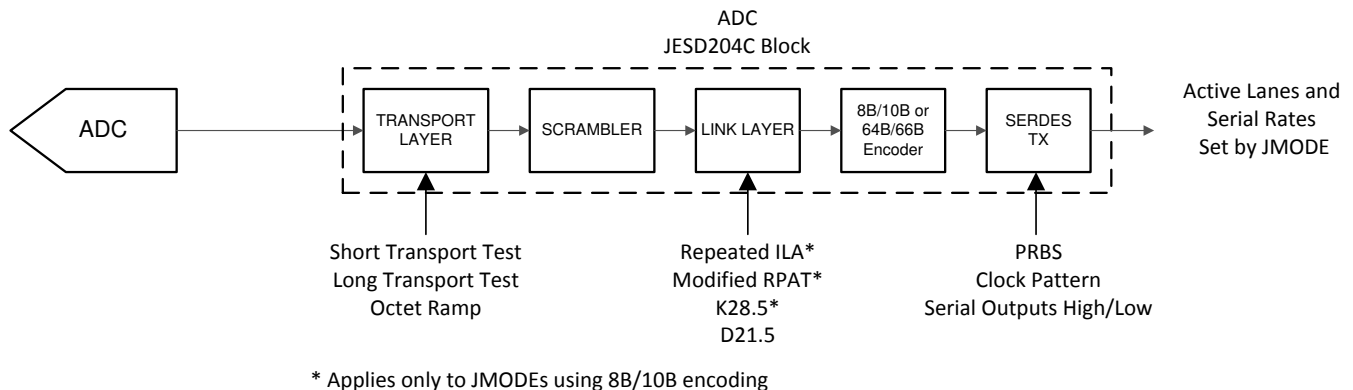 ADC
JESD204C Block
ADC
TRANSPORT
LAYER
SCRAMBLER
LINK LAYER
8B/10B or
64B/66B
Encoder
SERDES
TX
Active Lanes and
Serial Rates
Set by JMODE
Short Transport Test
Long Transport Test
Octet Ramp
Repeated ILA*
Modified RPAT*
K28.5*
D21.5
PRBS
Clock Pattern
Serial Outputs High/Low
* Applies only to JMODEs using 8B/10B encoding